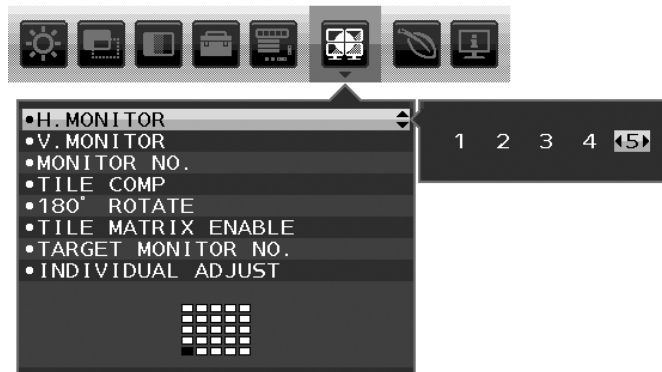 •H.MONITOR
1 2 3 4 5
•V.MONITOR
•MONITOR NO.
•TILE COMP
•180° ROTATE
•TILE MATRIX ENABLE
•TARGET MONITOR NO.
•INDIVIDUAL ADJUST